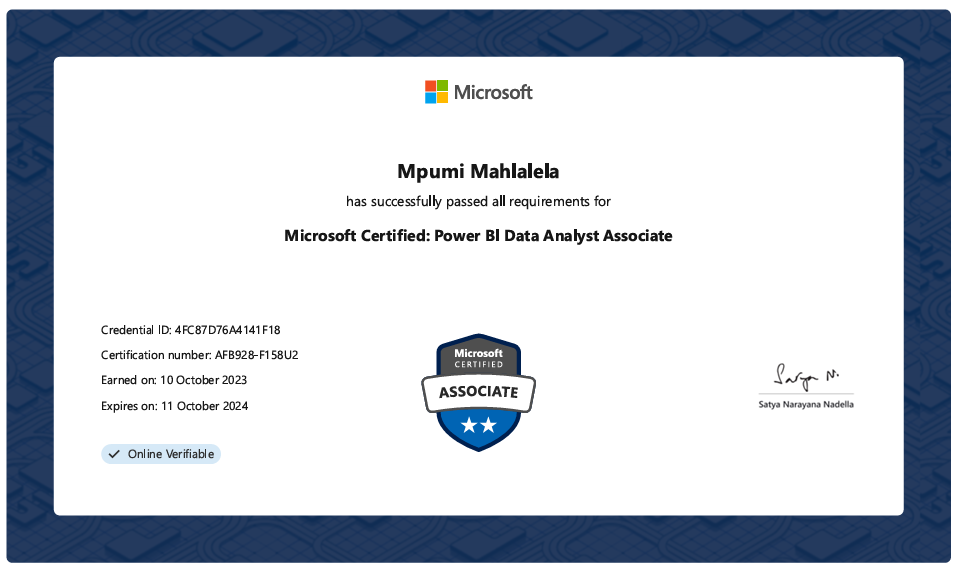 Microsoft
Mpumi Mahlalela
has successfully passed all requirements for
Microsoft Certified: Power BI Data Analyst Associate
Credential ID: 4FC87D76A4141F18
Certification number: AFB928-F158U2
Earned on: 10 October 2023
Expires on: 11 October 2024
Online Verifiable
Microsoft
CERTIFIED
ASSOCIATE
Satya N.
Satya Narayana Nadella